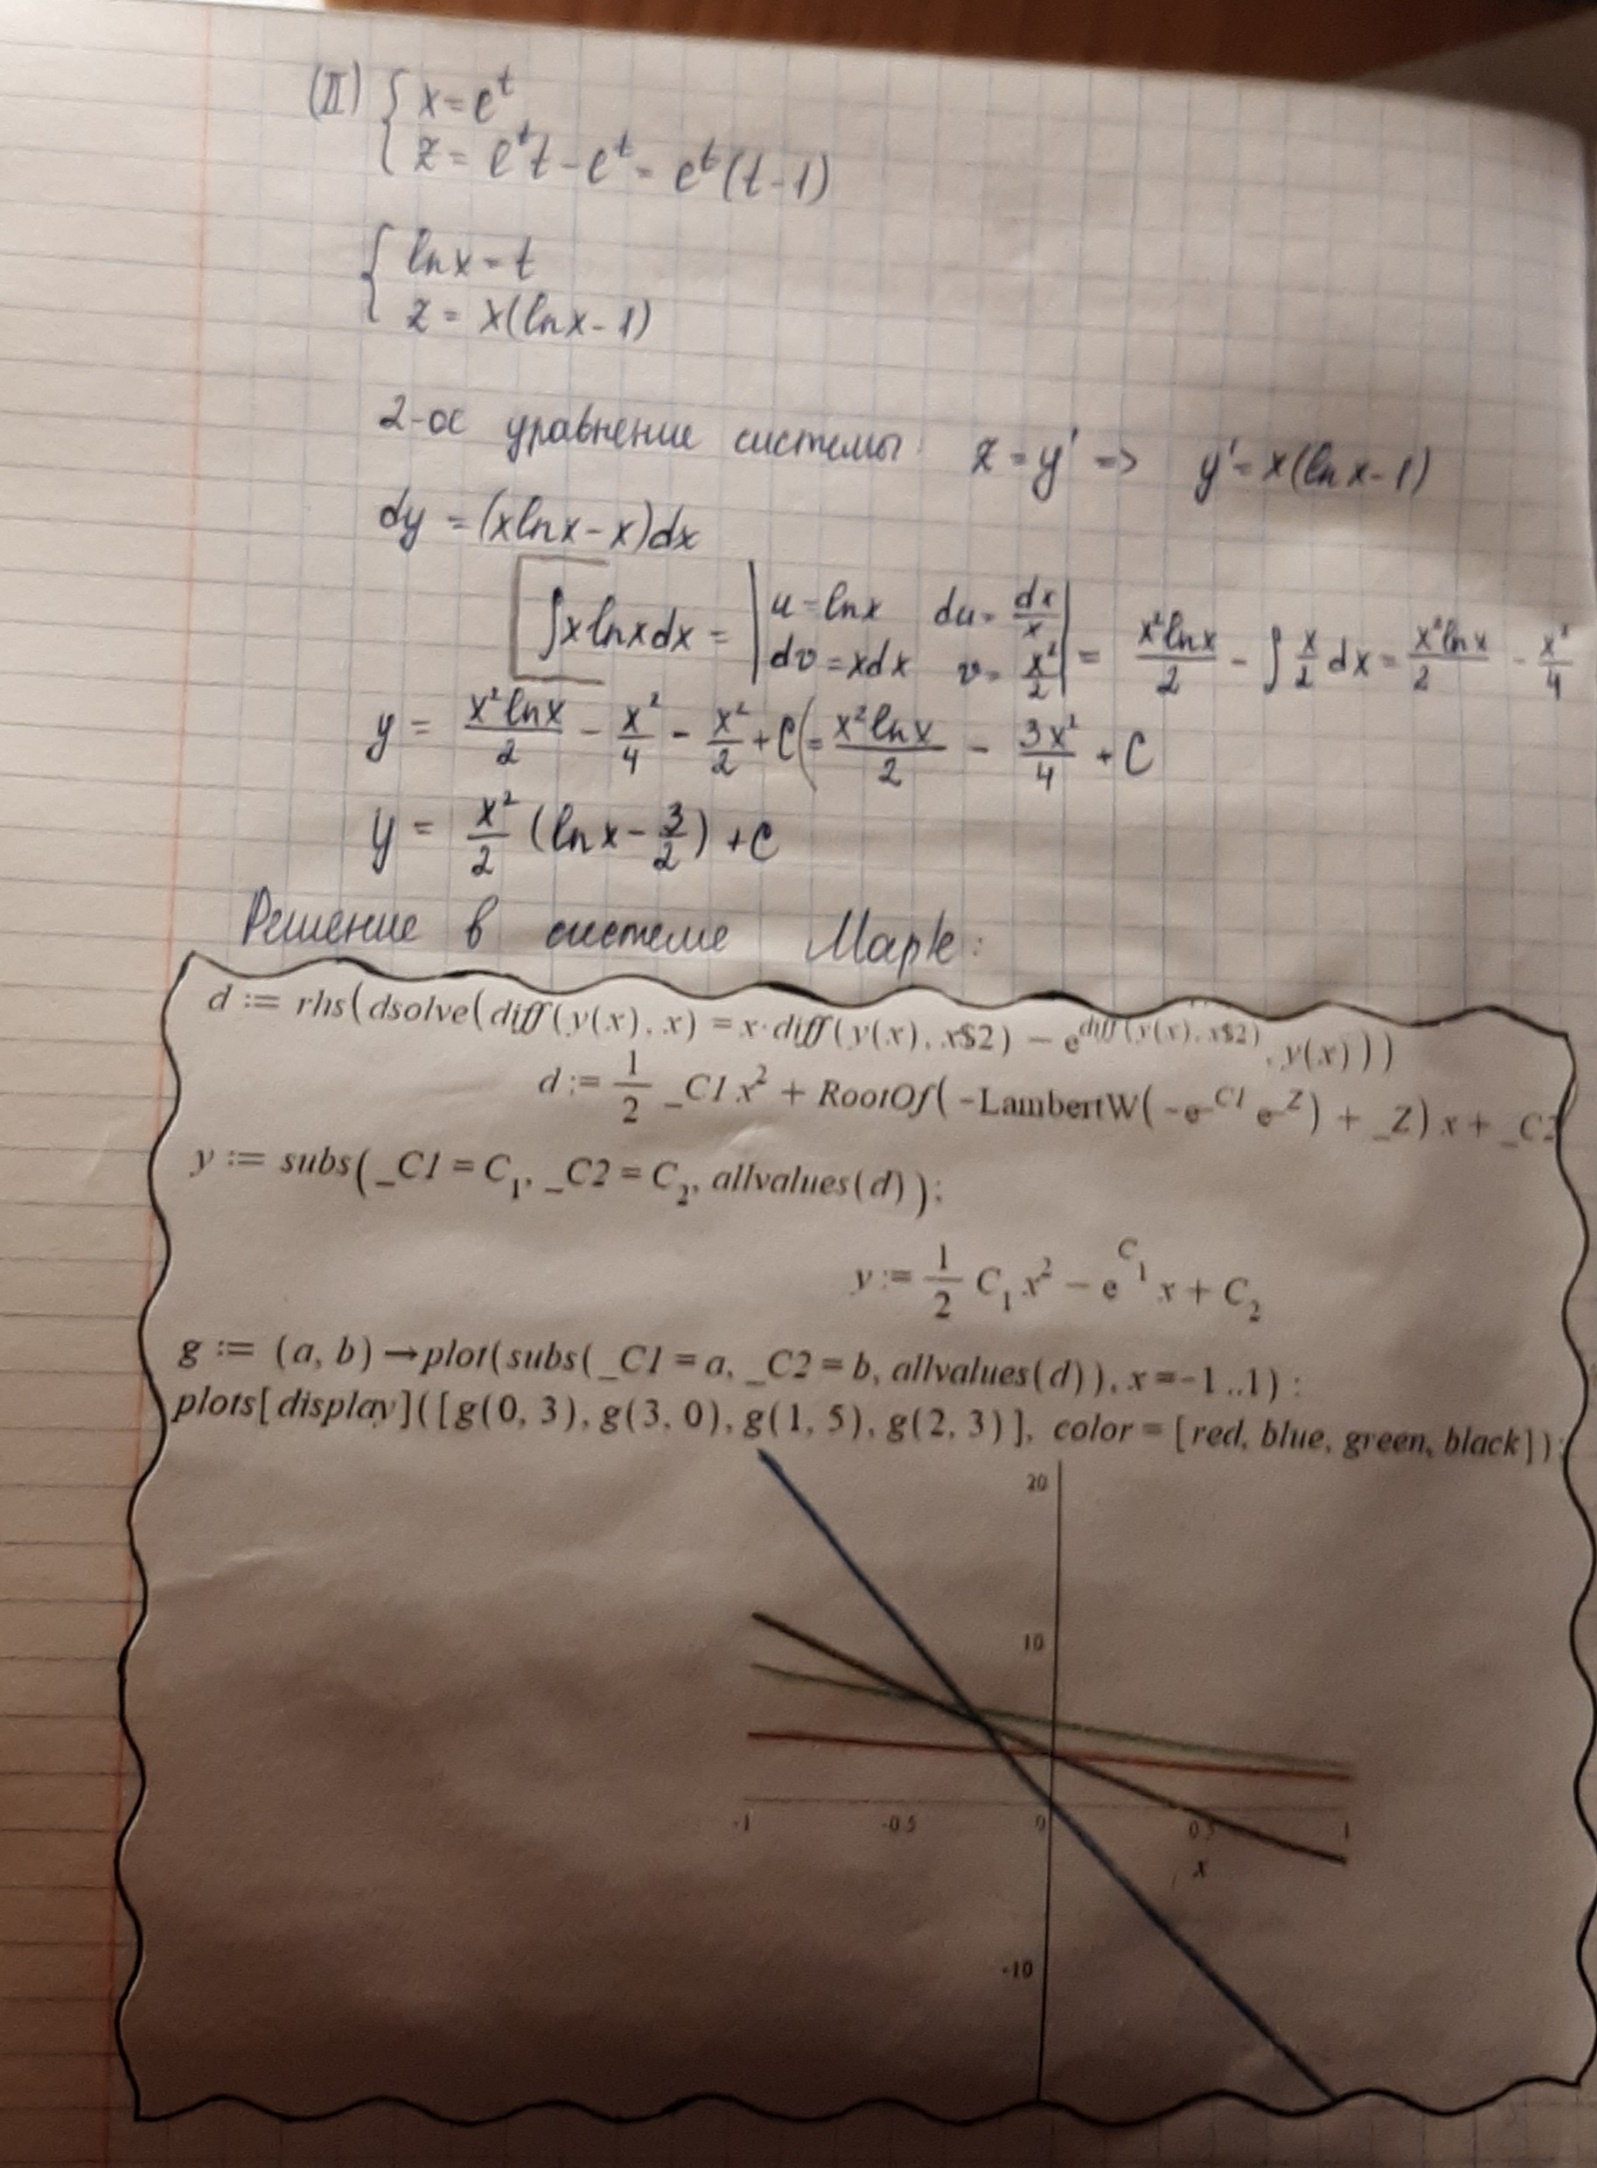 (II) { x = e^t
z = e^t t - e^t = e^t (t-1)
{ ln x = t
z = x(ln x - 1)
2-ое уравнение системы: z = y' => y' = x(ln x - 1)
dy = (x ln x - x)dx
∫x ln x dx = | u = ln x du = dx/x dv = xdx v = x²/2 | = x² ln x/2 - ∫ x/2 dx = x² ln x/2 - x²/4
y = x² ln x/2 - x²/4 - x²/2 + C (= x² ln x/2 - 3x²/4 + C
y = x²/2 (ln x - 3/2) + C
Решение в системе Maple:
d := rhs(dsolve(diff(y(x), x) = x·diff(y(x), x$2) - e^diff(y(x), x$2), y(x)))
d := 1/2 _C1 x² + RootOf(-LambertW(-e^_C1 e^_Z) + _Z) x + _C2
y := subs(_C1 = C₁, _C2 = C₂, allvalues(d));
y := 1/2 C₁ x² - e^C₁ x + C₂
g := (a, b)→plot(subs(_C1 = a, _C2 = b, allvalues(d)), x = -1 ..1) :
plots[display]([g(0, 3), g(3, 0), g(1, 5), g(2, 3)], color = [red, blue, green, black]);
20
10
-1 -0.5 0 0.5 1
x
-10